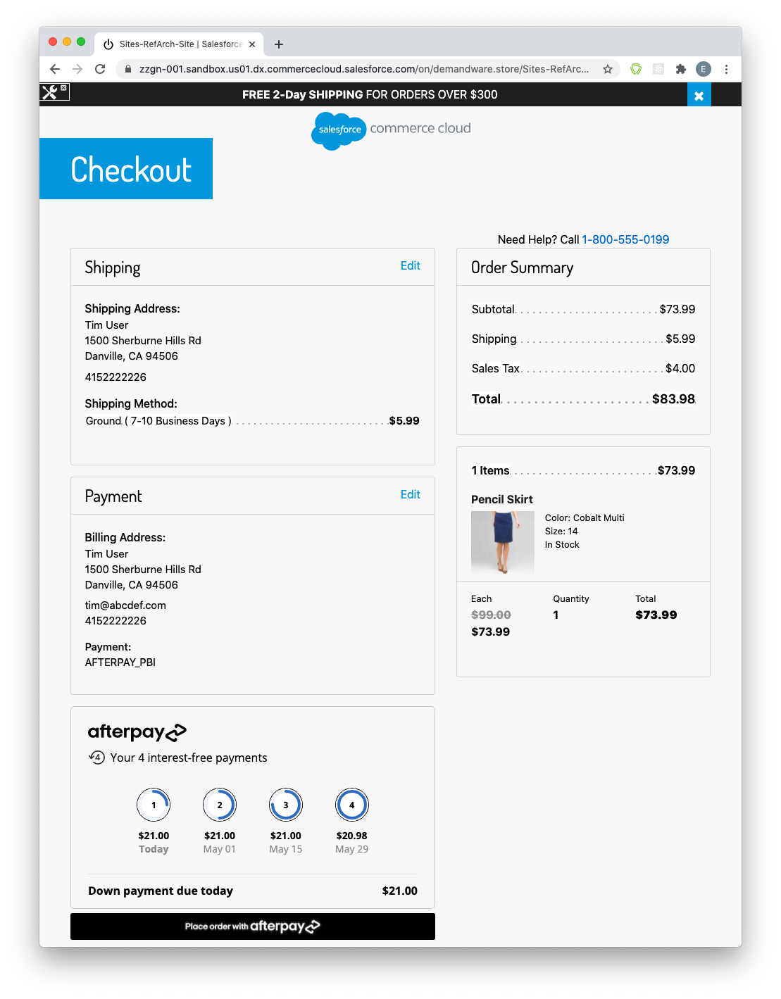 Sites-RefArch-Site | Salesforce
zzgn-001.sandbox.us01.dx.commercecloud.salesforce.com/on/demandware.store/Sites-RefArc...
E
FREE 2-Day SHIPPING FOR ORDERS OVER $300
salesforce commerce cloud
Checkout
Need Help? Call 1-800-555-0199
Shipping Edit
Shipping Address:
Tim User
1500 Sherburne Hills Rd
Danville, CA 94506
4152222226
Shipping Method:
Ground ( 7-10 Business Days ) $5.99
Payment Edit
Billing Address:
Tim User
1500 Sherburne Hills Rd
Danville, CA 94506
tim@abcdef.com
4152222226
Payment:
AFTERPAY_PBI
afterpay
4 Your 4 interest-free payments
1 2 3 4
$21.00 $21.00 $21.00 $20.98
Today May 01 May 15 May 29
Down payment due today $21.00
Place order with afterpay
Order Summary
Subtotal $73.99
Shipping $5.99
Sales Tax $4.00
Total $83.98
1 Items $73.99
Pencil Skirt
Color: Cobalt Multi
Size: 14
In Stock
Each Quantity Total
$99.00 1 $73.99
$73.99